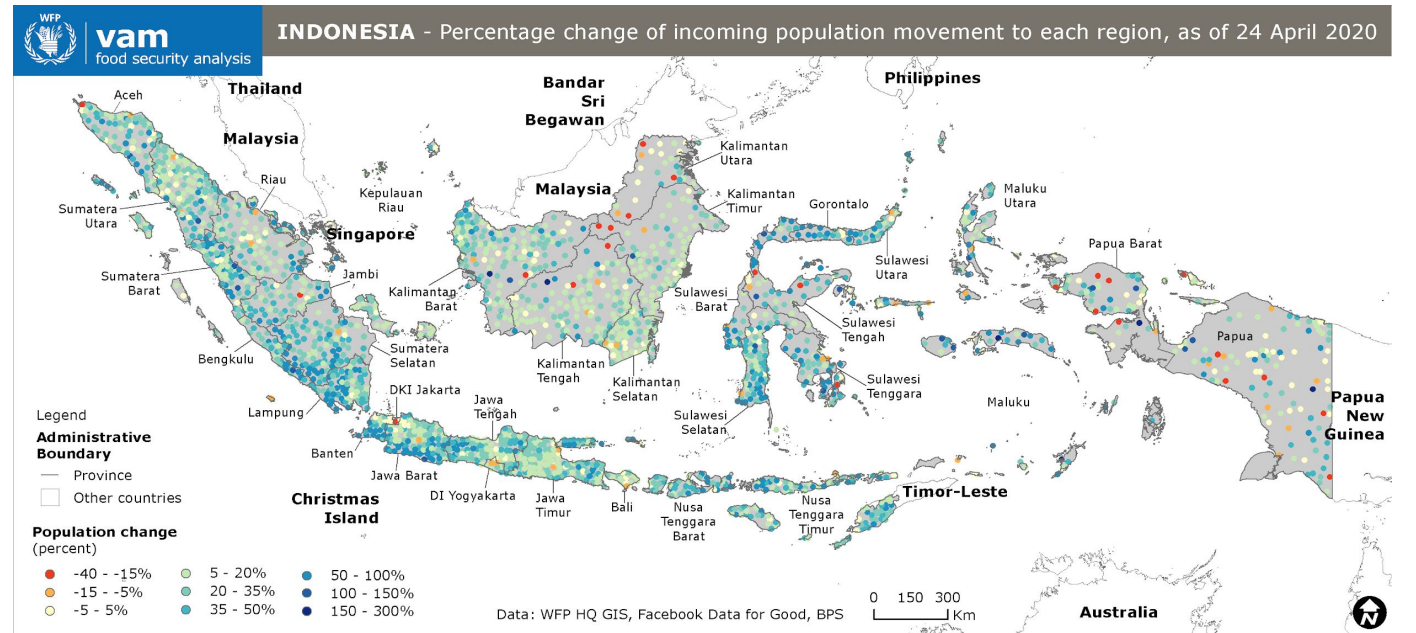 WFP
vam
food security analysis
INDONESIA - Percentage change of incoming population movement to each region, as of 24 April 2020
Philippines
Thailand
Bandar
Sri
Begawan
Aceh
Malaysia
Kalimantan
Utara
Riau
Kepulauan
Riau
Malaysia
Kalimantan
Timur
Maluku
Utara
Sumatera
Utara
Gorontalo
Singapore
Papua Barat
Sulawesi
Utara
Sumatera
Barat
Jambi
Kalimantan
Barat
Sulawesi
Barat
Sulawesi
Tengah
Papua
Bengkulu
Sumatera
Selatan
Kalimantan
Tengah
Kalimantan
Selatan
Sulawesi
Tenggara
DKI Jakarta
Jawa
Tengah
Maluku
Papua
New
Guinea
Lampung
Sulawesi
Selatan
Banten
Jawa Barat
DI Yogyakarta
Jawa
Timur
Bali
Nusa
Tenggara
Barat
Nusa
Tenggara
Timur
Timor-Leste
Christmas
Island
Legend
Administrative
Boundary
Province
Other countries
Population change
(percent)
-40 - -15%
-15 - -5%
-5 - 5%
5 - 20%
20 - 35%
35 - 50%
50 - 100%
100 - 150%
150 - 300%
Data: WFP HQ GIS, Facebook Data for Good, BPS
0 150 300
Km
Australia
N